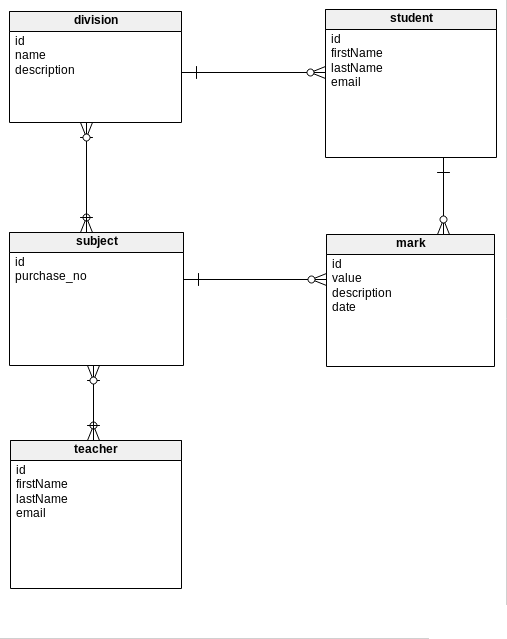 division
id
name
description
student
id
firstName
lastName
email
subject
id
purchase_no
mark
id
value
description
date
teacher
id
firstName
lastName
email